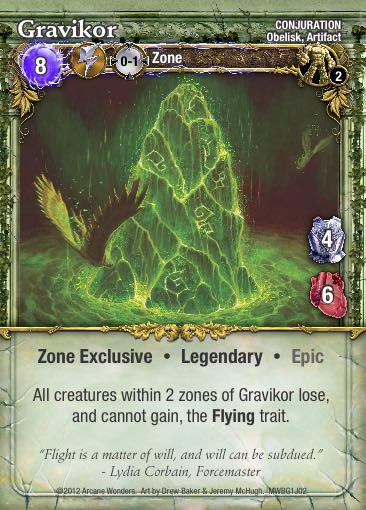 Gravikor
CONJURATION
Obelisk, Artifact
8
0-1
Zone
2
4
6
Zone Exclusive • Legendary • Epic
All creatures within 2 zones of Gravikor lose,
and cannot gain, the Flying trait.
“Flight is a matter of will, and will can be subdued.”
- Lydia Corbain, Forcemaster
©2012 Arcane Wonders. Art by Drew Baker & Jeremy McHugh. MWBG1J02